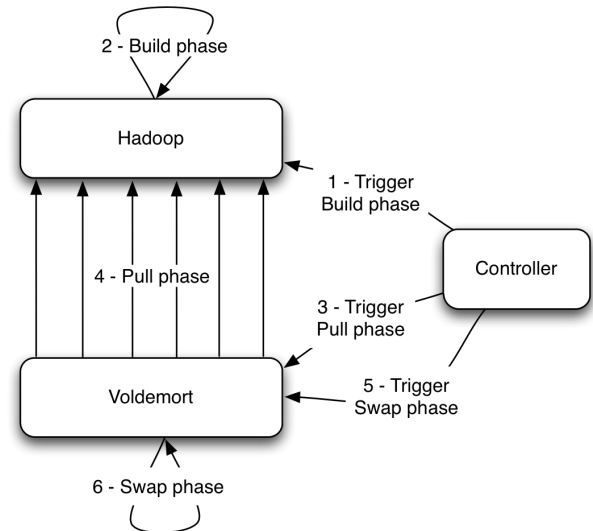 2 - Build phase
Hadoop
1 - Trigger
Build phase
Controller
4 - Pull phase
3 - Trigger
Pull phase
Voldemort
5 - Trigger
Swap phase
6 - Swap phase